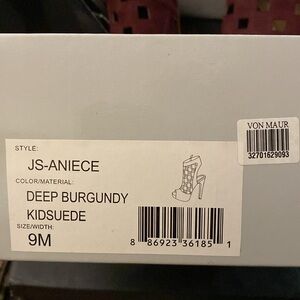 VON MAUR
32701629093
STYLE:
JS-ANIECE
COLOR/MATERIAL:
DEEP BURGUNDY
KIDSUEDE
SIZE/WIDTH:
9M
8 86923 36185 1